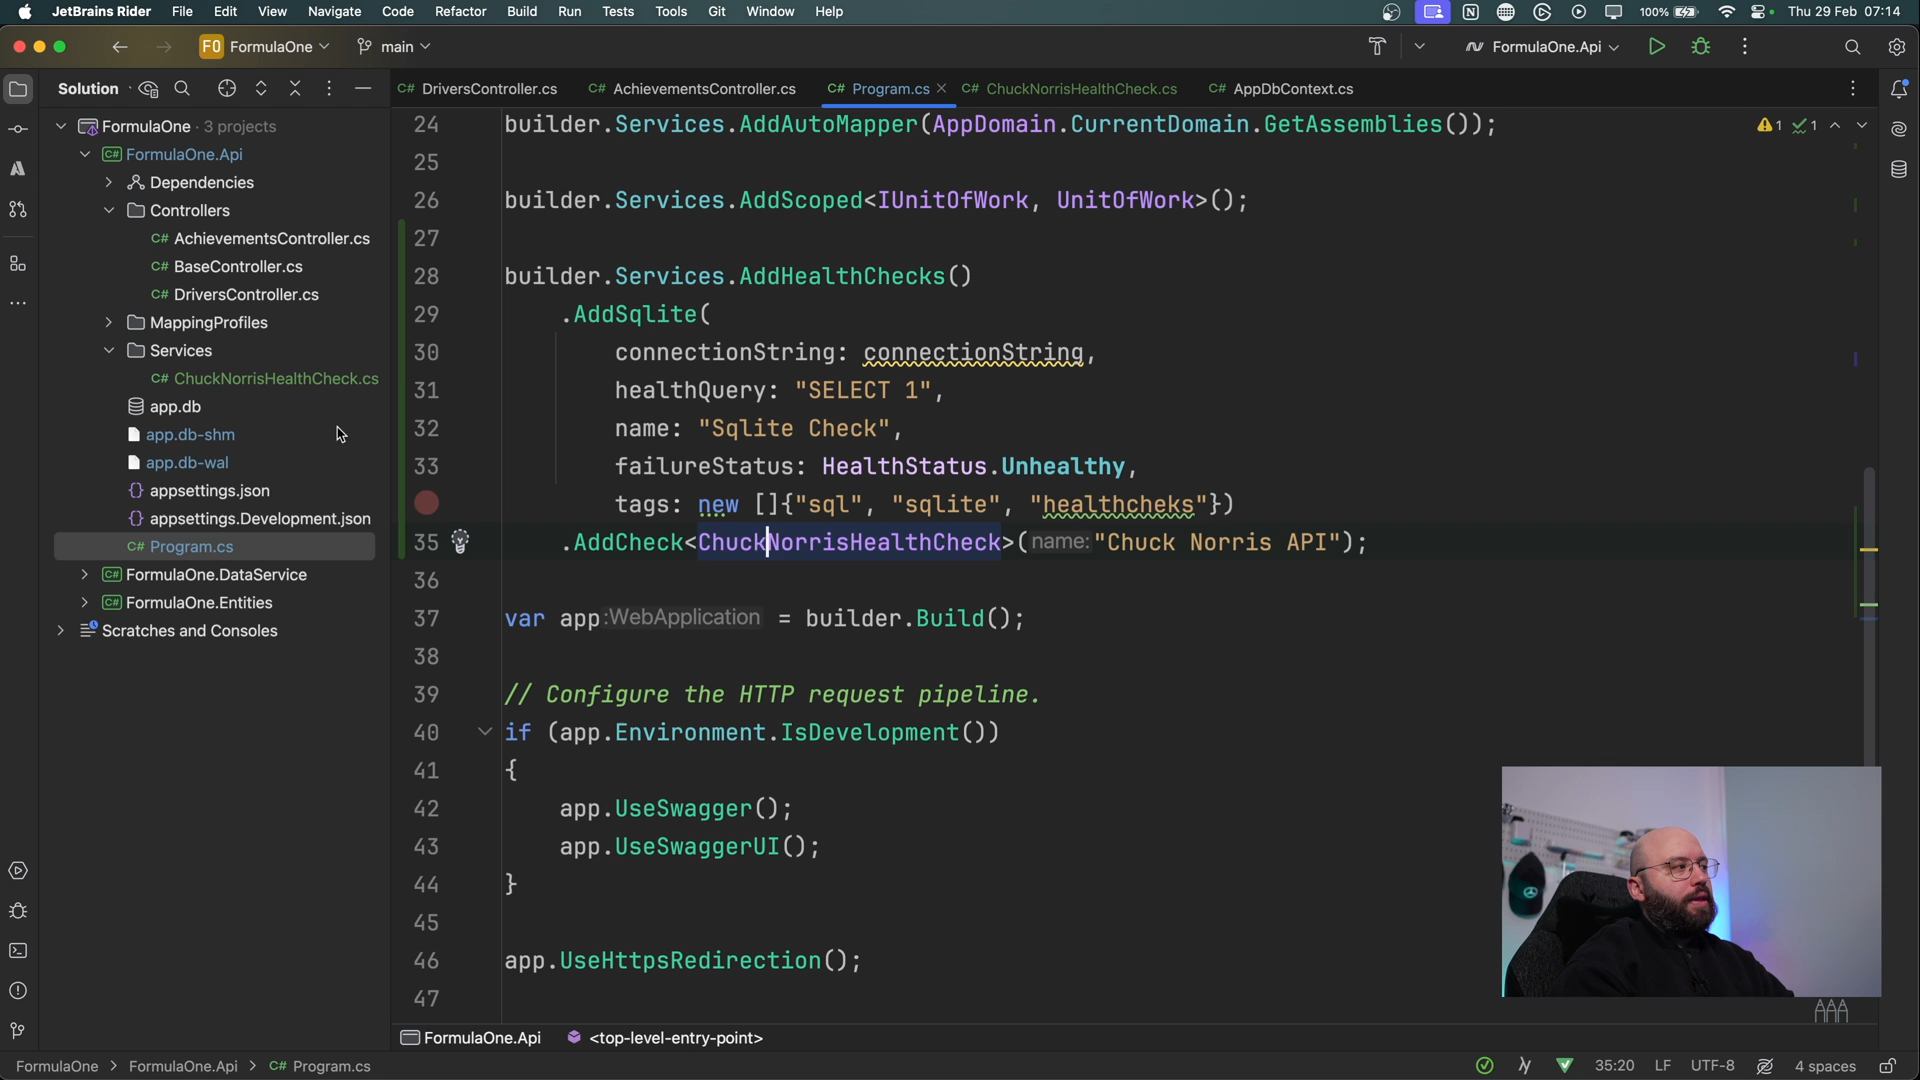 JetBrains Rider File Edit View Navigate Code Refactor Build Run Tests Tools Git Window Help 100% Thu 29 Feb 07:14
FO FormulaOne main FormulaOne.Api
Solution
C# DriversController.cs C# AchievementsController.cs C# Program.cs C# ChuckNorrisHealthCheck.cs C# AppDbContext.cs
FormulaOne · 3 projects
C# FormulaOne.Api
Dependencies
Controllers
C# AchievementsController.cs
C# BaseController.cs
C# DriversController.cs
MappingProfiles
Services
C# ChuckNorrisHealthCheck.cs
app.db
app.db-shm
app.db-wal
{} appsettings.json
{} appsettings.Development.json
C# Program.cs
C# FormulaOne.DataService
C# FormulaOne.Entities
Scratches and Consoles
24 builder.Services.AddAutoMapper(AppDomain.CurrentDomain.GetAssemblies());
1 1
25
26 builder.Services.AddScoped<IUnitOfWork, UnitOfWork>();
27
28 builder.Services.AddHealthChecks()
29 .AddSqlite(
30 connectionString: connectionString,
31 healthQuery: "SELECT 1",
32 name: "Sqlite Check",
33 failureStatus: HealthStatus.Unhealthy,
tags: new []{"sql", "sqlite", "healthcheks"})
35 .AddCheck<ChuckNorrisHealthCheck>( name: "Chuck Norris API");
36
37 var app :WebApplication = builder.Build();
38
39 // Configure the HTTP request pipeline.
40 if (app.Environment.IsDevelopment())
41 {
42 app.UseSwagger();
43 app.UseSwaggerUI();
44 }
45
46 app.UseHttpsRedirection();
47
FormulaOne.Api <top-level-entry-point>
FormulaOne > FormulaOne.Api > C# Program.cs 35:20 LF UTF-8 4 spaces